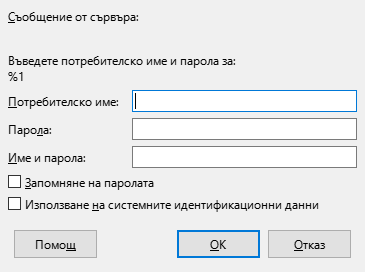 Съобщение от сървъра:
Въведете потребителско име и парола за:
%1
Потребителско име:
Парола:
Име и парола:
Запомняне на паролата
Използване на системните идентификационни данни
Помощ
OK
Отказ